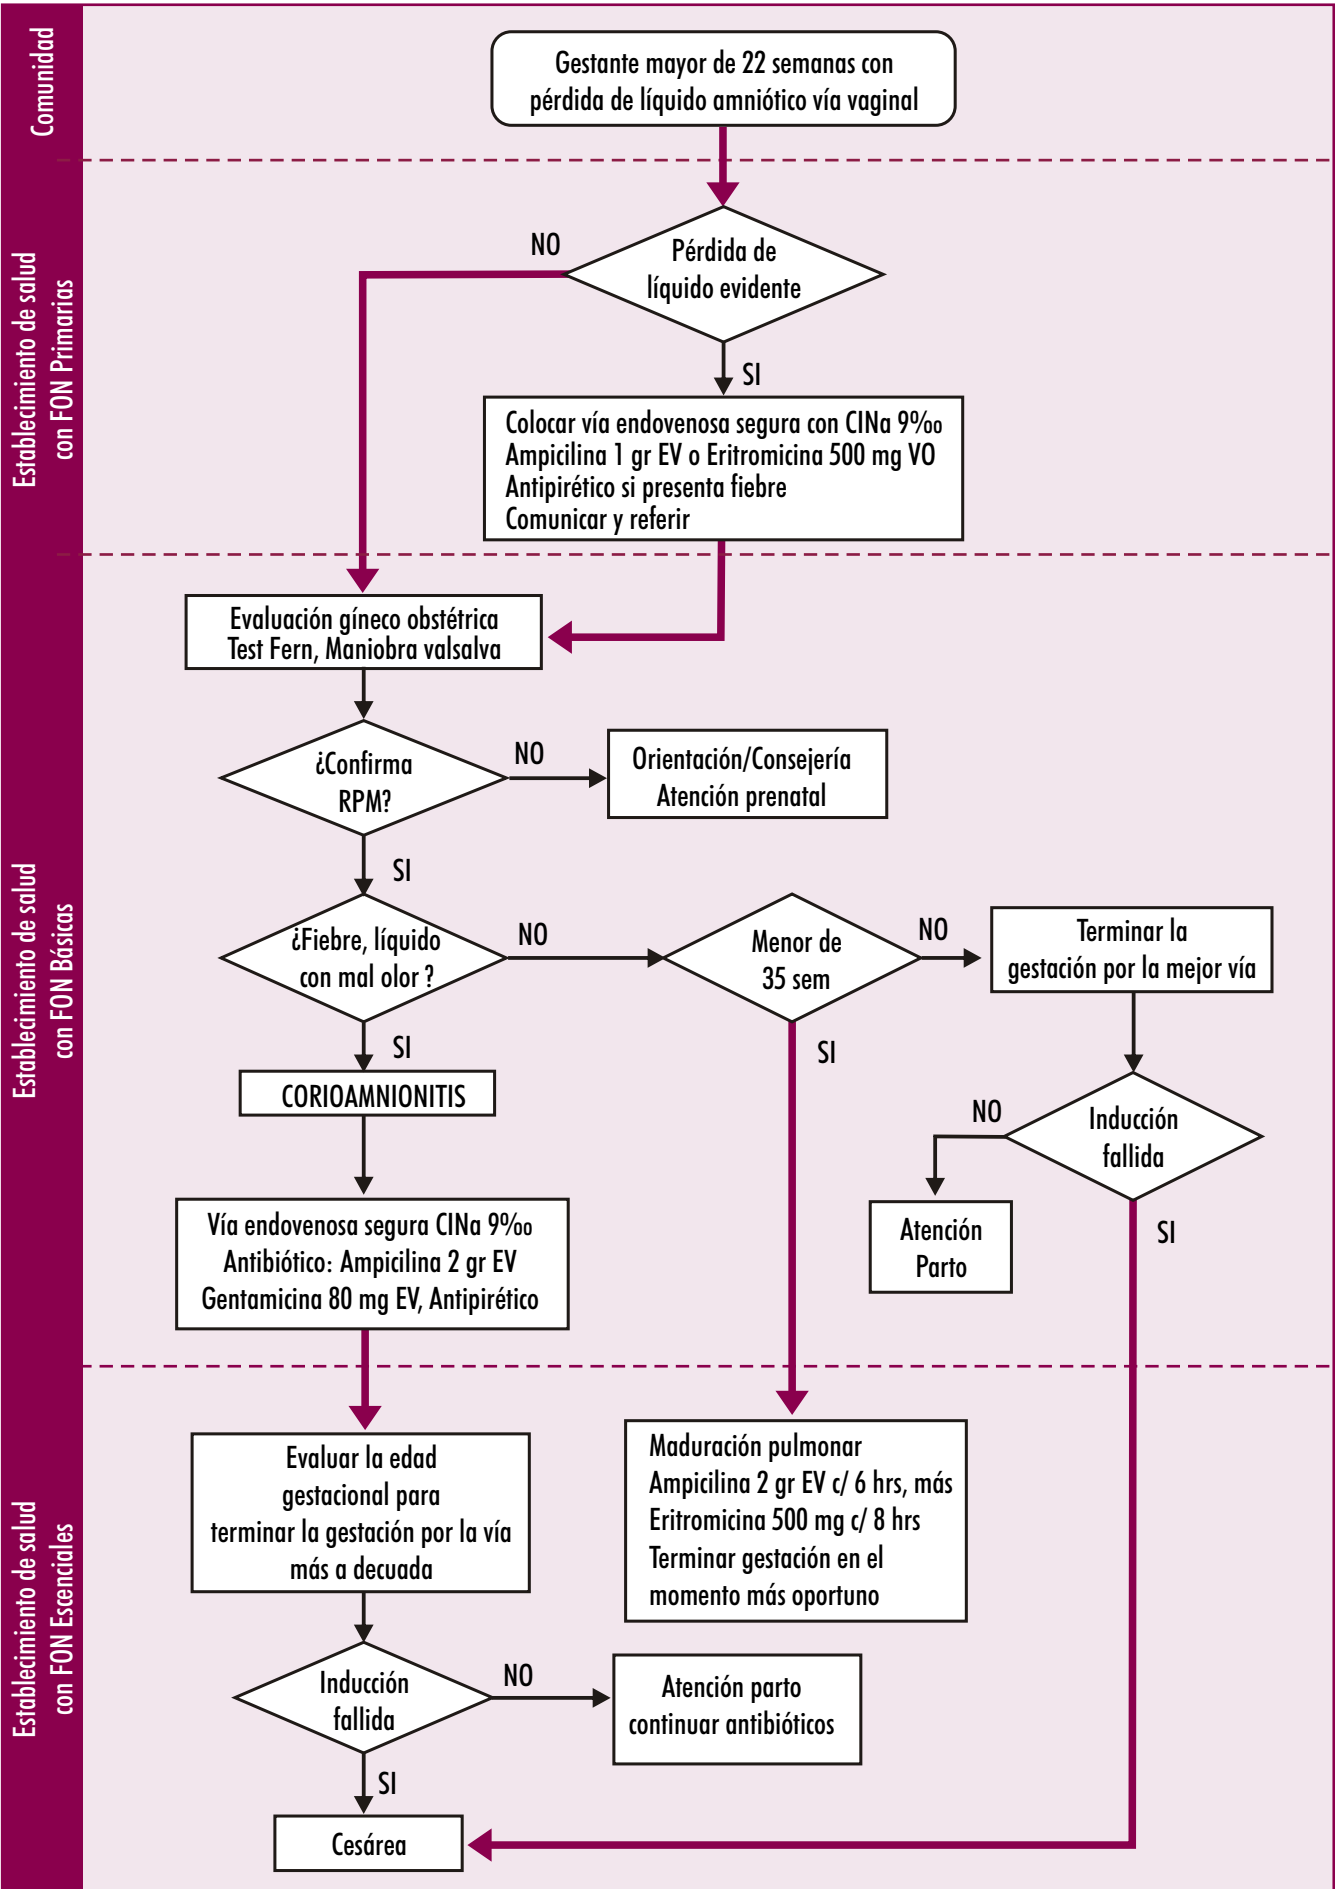 Comunidad
Gestante mayor de 22 semanas con
pérdida de líquido amniótico vía vaginal
Establecimiento de salud
con FON Primarias
NO
Pérdida de
líquido evidente
SI
Colocar vía endovenosa segura con ClNa 9‰
Ampicilina 1 gr EV o Eritromicina 500 mg VO
Antipirético si presenta fiebre
Comunicar y referir
Establecimiento de salud
con FON Básicas
Evaluación gíneco obstétrica
Test Fern, Maniobra valsalva
¿Confirma
RPM?
NO
Orientación/Consejería
Atención prenatal
SI
¿Fiebre, líquido
con mal olor ?
NO
Menor de
35 sem
NO
Terminar la
gestación por la mejor vía
SI
SI
CORIOAMNIONITIS
NO
Inducción
fallida
Atención
Parto
SI
Vía endovenosa segura ClNa 9‰
Antibiótico: Ampicilina 2 gr EV
Gentamicina 80 mg EV, Antipirético
Establecimiento de salud
con FON Escenciales
Evaluar la edad
gestacional para
terminar la gestación por la vía
más a decuada
Maduración pulmonar
Ampicilina 2 gr EV c/ 6 hrs, más
Eritromicina 500 mg c/ 8 hrs
Terminar gestación en el
momento más oportuno
Inducción
fallida
NO
Atención parto
continuar antibióticos
SI
Cesárea